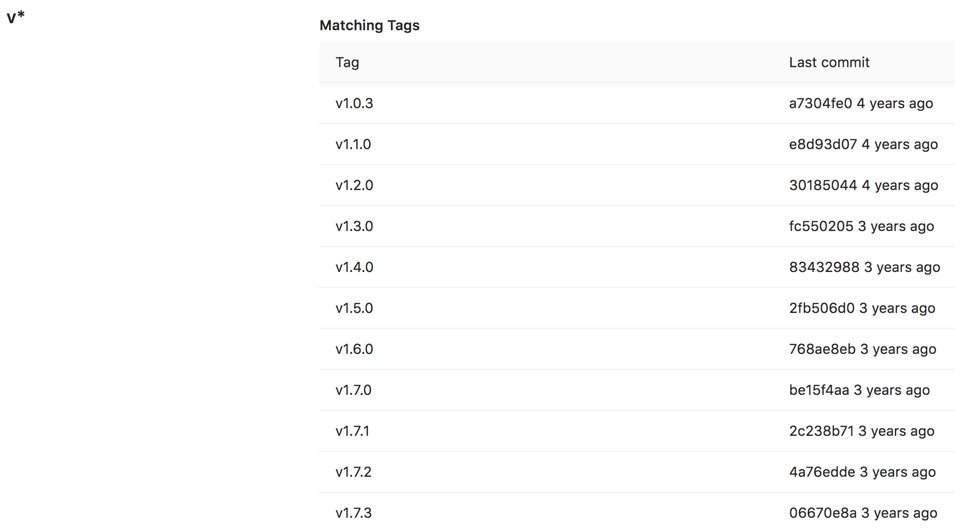 v*
Matching Tags
Tag Last commit
v1.0.3 a7304fe0 4 years ago
v1.1.0 e8d93d07 4 years ago
v1.2.0 30185044 4 years ago
v1.3.0 fc550205 3 years ago
v1.4.0 83432988 3 years ago
v1.5.0 2fb506d0 3 years ago
v1.6.0 768ae8eb 3 years ago
v1.7.0 be15f4aa 3 years ago
v1.7.1 2c238b71 3 years ago
v1.7.2 4a76edde 3 years ago
v1.7.3 06670e8a 3 years ago